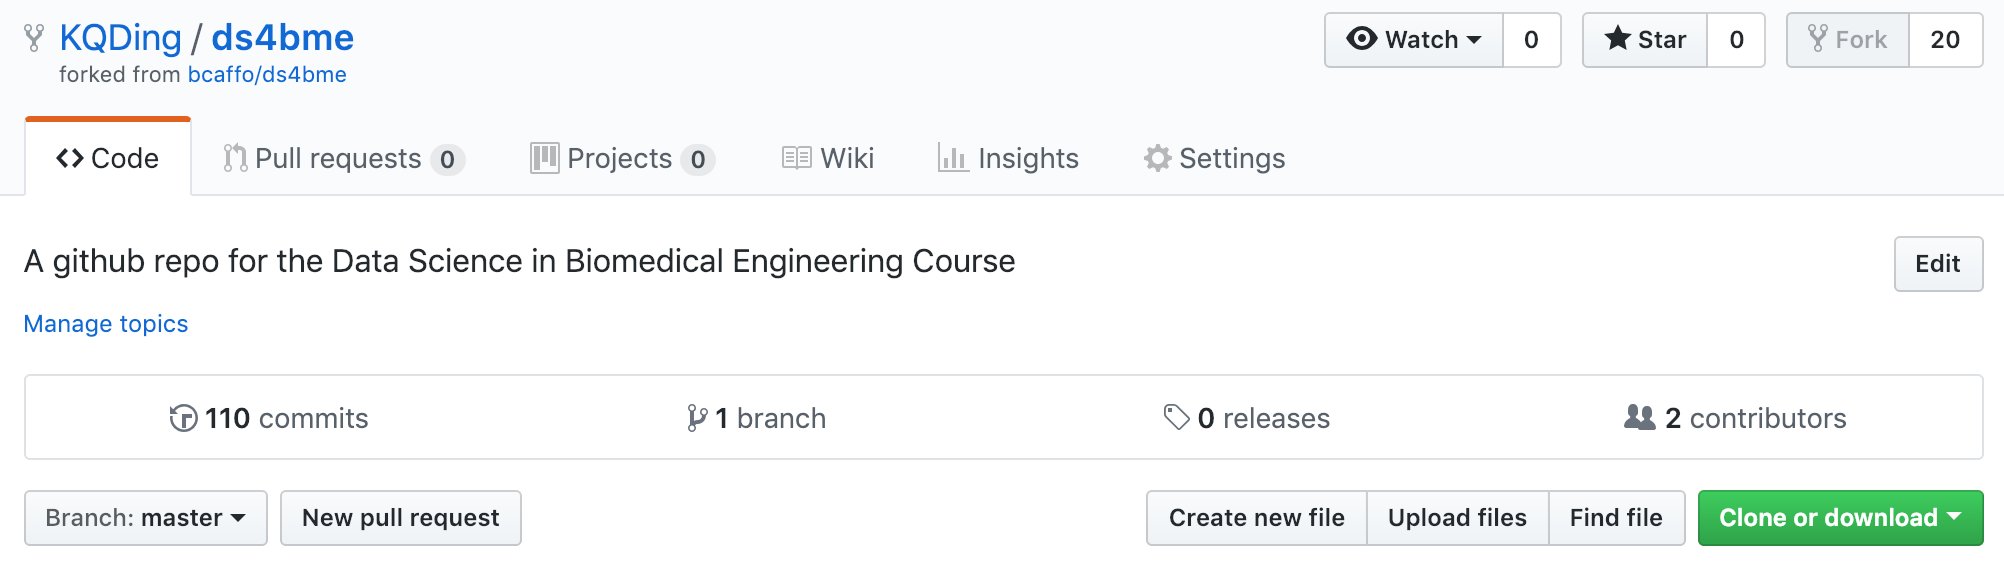 KQDing / ds4bme
Watch 0 Star 0 Fork 20
forked from bcaffo/ds4bme
Code Pull requests 0 Projects 0 Wiki Insights Settings
A github repo for the Data Science in Biomedical Engineering Course
Edit
Manage topics
110 commits 1 branch 0 releases 2 contributors
Branch: master New pull request Create new file Upload files Find file Clone or download